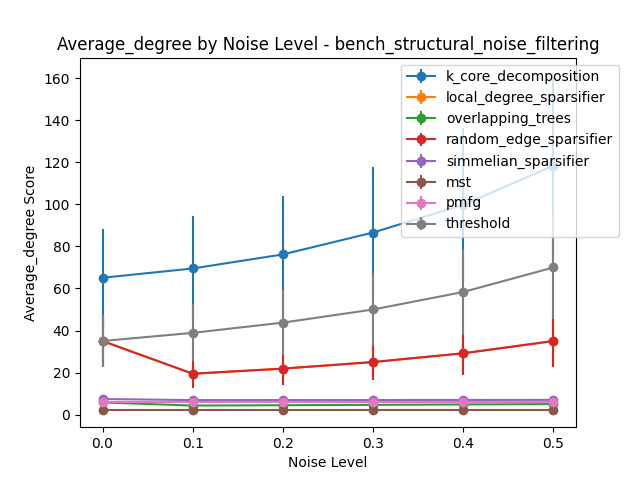 Average_degree by Noise Level - bench_structural_noise_filtering
k_core_decomposition
local_degree_sparsifier
overlapping_trees
random_edge_sparsifier
simmelian_sparsifier
mst
pmfg
threshold
Average_degree Score
160
140
120
100
80
60
40
20
0
0.0 0.1 0.2 0.3 0.4 0.5
Noise Level